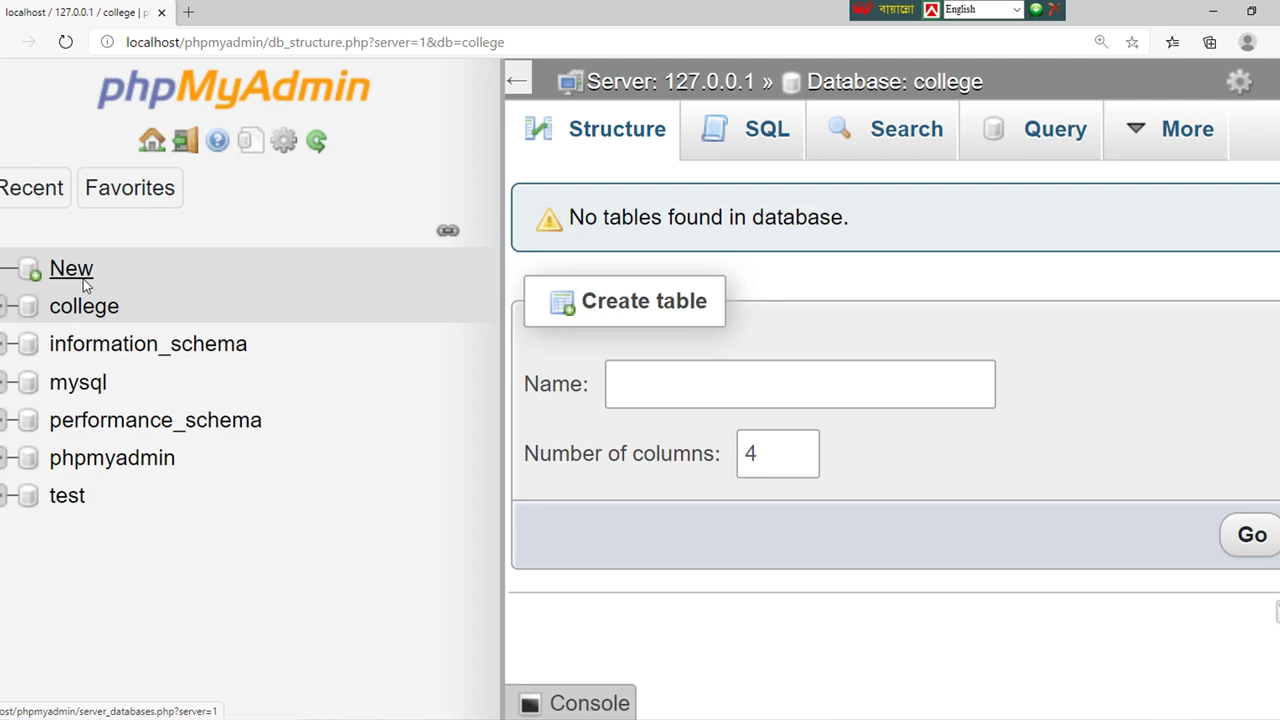 localhost / 127.0.0.1 / college | p
বায়ান্নো
English
localhost/phpmyadmin/db_structure.php?server=1&db=college
phpMyAdmin
Recent
Favorites
New
college
information_schema
mysql
performance_schema
phpmyadmin
test
Server: 127.0.0.1 »
Database: college
Structure
SQL
Search
Query
More
No tables found in database.
Create table
Name:
Number of columns: 4
Go
Console
ost/phpmyadmin/server_databases.php?server=1